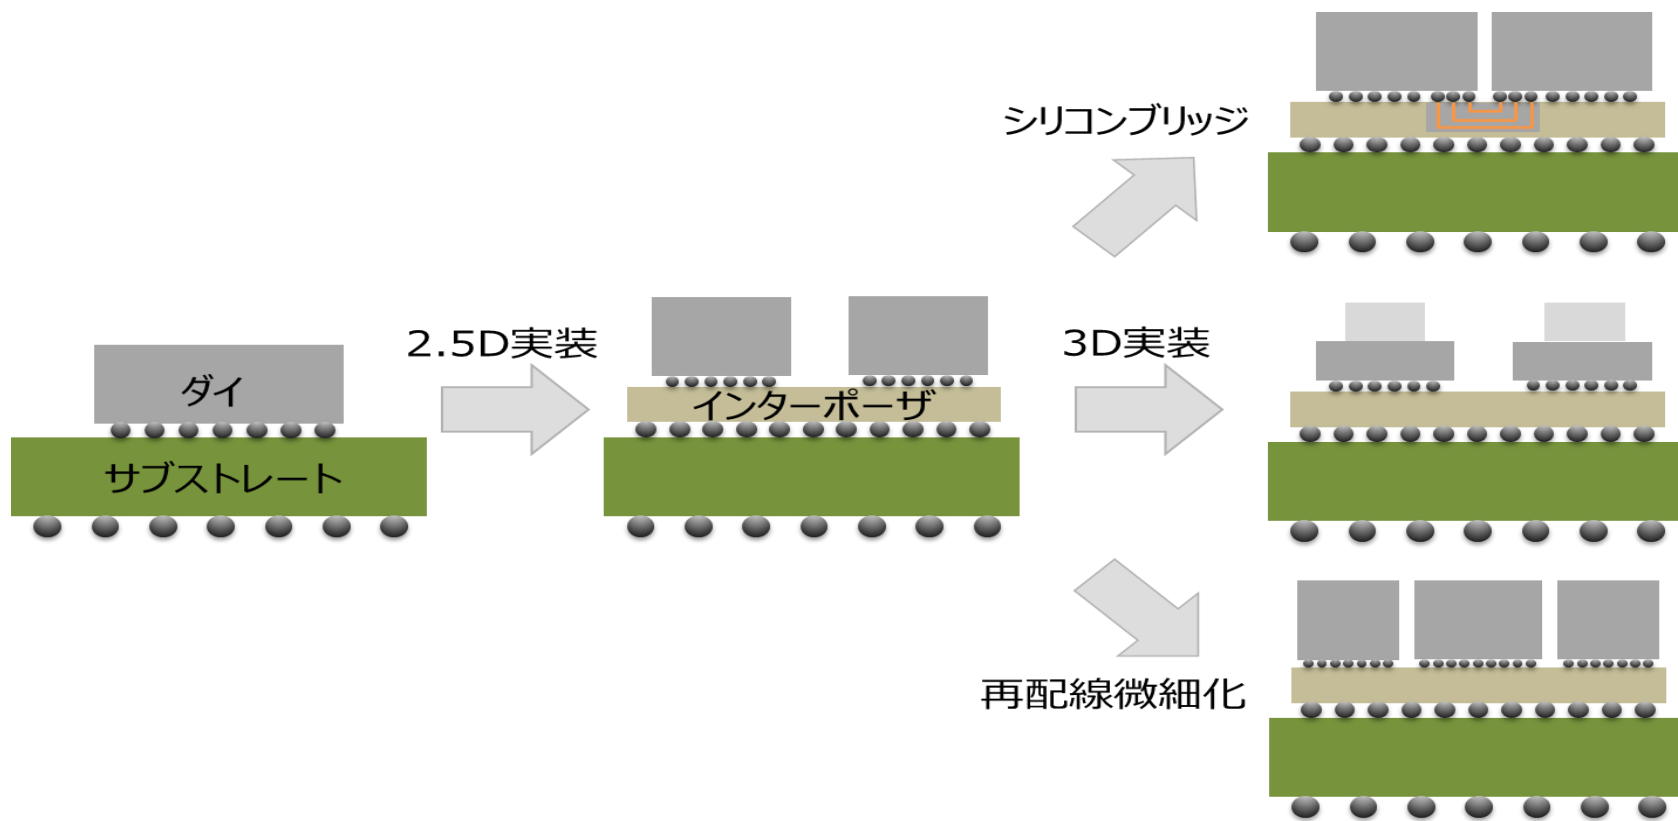 シリコンブリッジ
2.5D実装
3D実装
ダイ
インターポーザ
サブストレート
再配線微細化